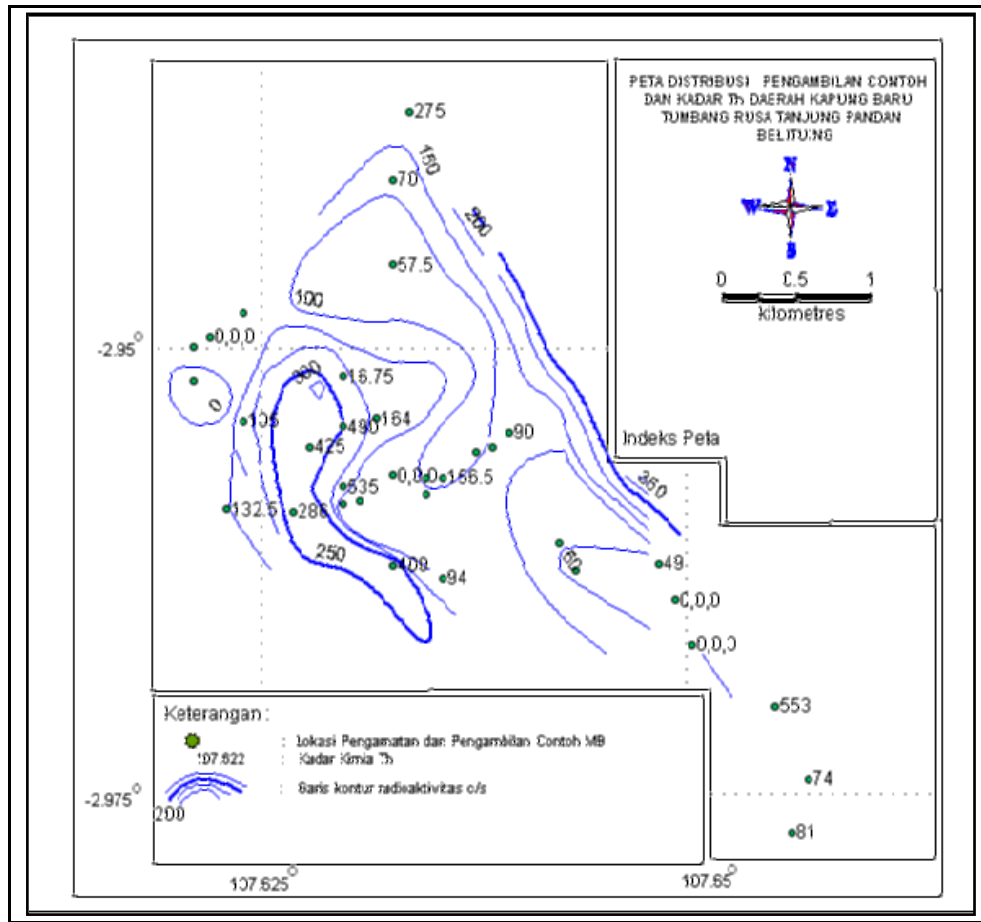 PETA DISTRIBUSI PENGAMBILAN CONTOH
DAN KADAR Th DAERAH KAPUNG BARU
TUMBANG RUSA TANJUNG PANDAN
BELITUNG
N
W E
S
0 0.5 1
kilometres
Indeks Peta
275
150
70
200
57.5
100
0,0,0
-2.95°
300
16.75
0
105
164
490
90
425
0,0,0
166.5
535
350
132.5
286
250
409
50
49
94
0,0,0
0,0,0
553
74
-2.975°
81
107.625°
107.65°
Keterangan :
: Lokasi Pengamatan dan Pengambilan Contoh MB
107.622 : Kadar Kimia Th
: Garis kontur radioaktivitas c/s
200